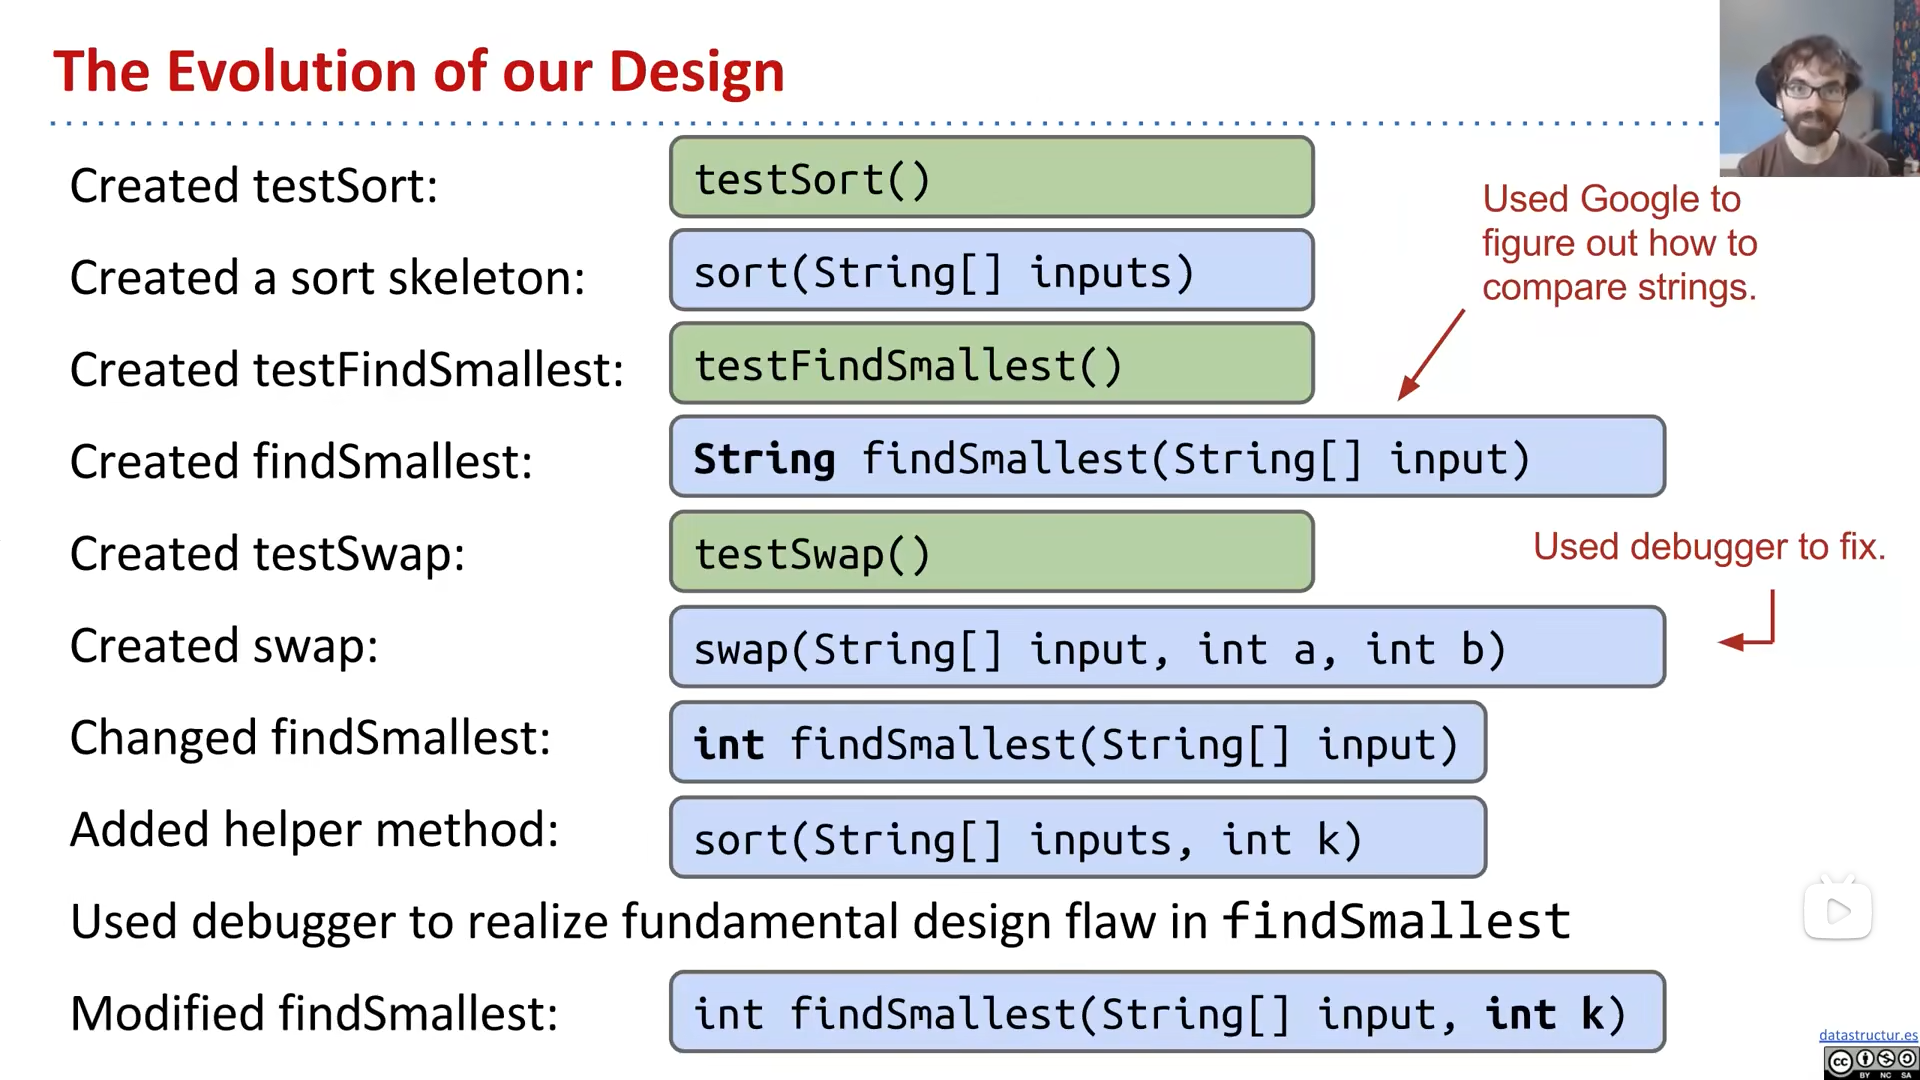 The Evolution of our Design
Created testSort:
testSort()
Used Google to
figure out how to
compare strings.
Created a sort skeleton:
sort(String[] inputs)
Created testFindSmallest:
testFindSmallest()
Created findSmallest:
String findSmallest(String[] input)
Created testSwap:
testSwap()
Used debugger to fix.
Created swap:
swap(String[] input, int a, int b)
Changed findSmallest:
int findSmallest(String[] input)
Added helper method:
sort(String[] inputs, int k)
Used debugger to realize fundamental design flaw in findSmallest
Modified findSmallest:
int findSmallest(String[] input, int k)
datastructur.es
cc
BY NC SA